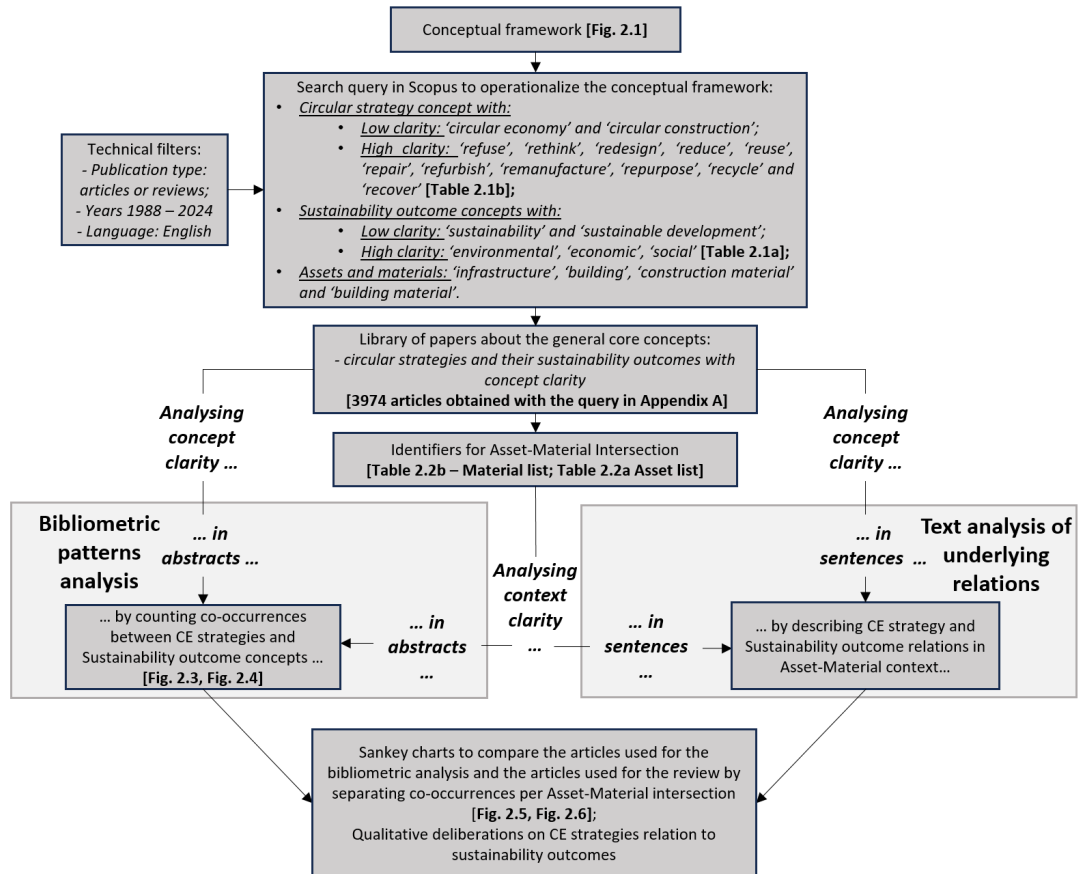 Conceptual framework [Fig. 2.1]
Search query in Scopus to operationalize the conceptual framework:
• Circular strategy concept with:
• Low clarity: ‘circular economy’ and ‘circular construction’;
• High clarity: ‘refuse’, ‘rethink’, ‘redesign’, ‘reduce’, ‘reuse’,
‘repair’, ‘refurbish’, ‘remanufacture’, ‘repurpose’, ‘recycle’ and
‘recover’ [Table 2.1b];
• Sustainability outcome concepts with:
• Low clarity: ‘sustainability’ and ‘sustainable development’;
• High clarity: ‘environmental’, ‘economic’, ‘social’ [Table 2.1a];
• Assets and materials: ‘infrastructure’, ‘building’, ‘construction material’
and ‘building material’.
Technical filters:
- Publication type:
articles or reviews;
- Years 1988 – 2024
- Language: English
Library of papers about the general core concepts:
- circular strategies and their sustainability outcomes with
concept clarity
[3974 articles obtained with the query in Appendix A]
Analysing
concept
clarity …
Analysing
concept
clarity …
Identifiers for Asset-Material Intersection
[Table 2.2b – Material list; Table 2.2a Asset list]
Bibliometric
patterns
analysis
… in
abstracts …
Text analysis of
underlying
relations
… in
sentences …
Analysing
context
clarity
…
… by counting co-occurrences
between CE strategies and
Sustainability outcome concepts …
[Fig. 2.3, Fig. 2.4]
… in
abstracts
…
… in
sentences
…
… by describing CE strategy and
Sustainability outcome relations in
Asset-Material context…
Sankey charts to compare the articles used for the
bibliometric analysis and the articles used for the review by
separating co-occurrences per Asset-Material intersection
[Fig. 2.5, Fig. 2.6];
Qualitative deliberations on CE strategies relation to
sustainability outcomes